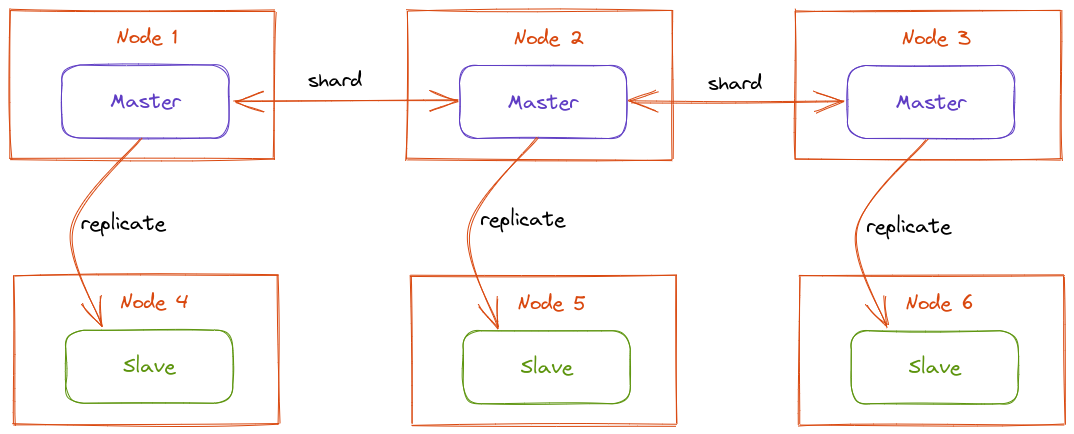 Node 1
Node 2
Node 3
Master
shard
Master
shard
Master
replicate
replicate
replicate
Node 4
Node 5
Node 6
Slave
Slave
Slave